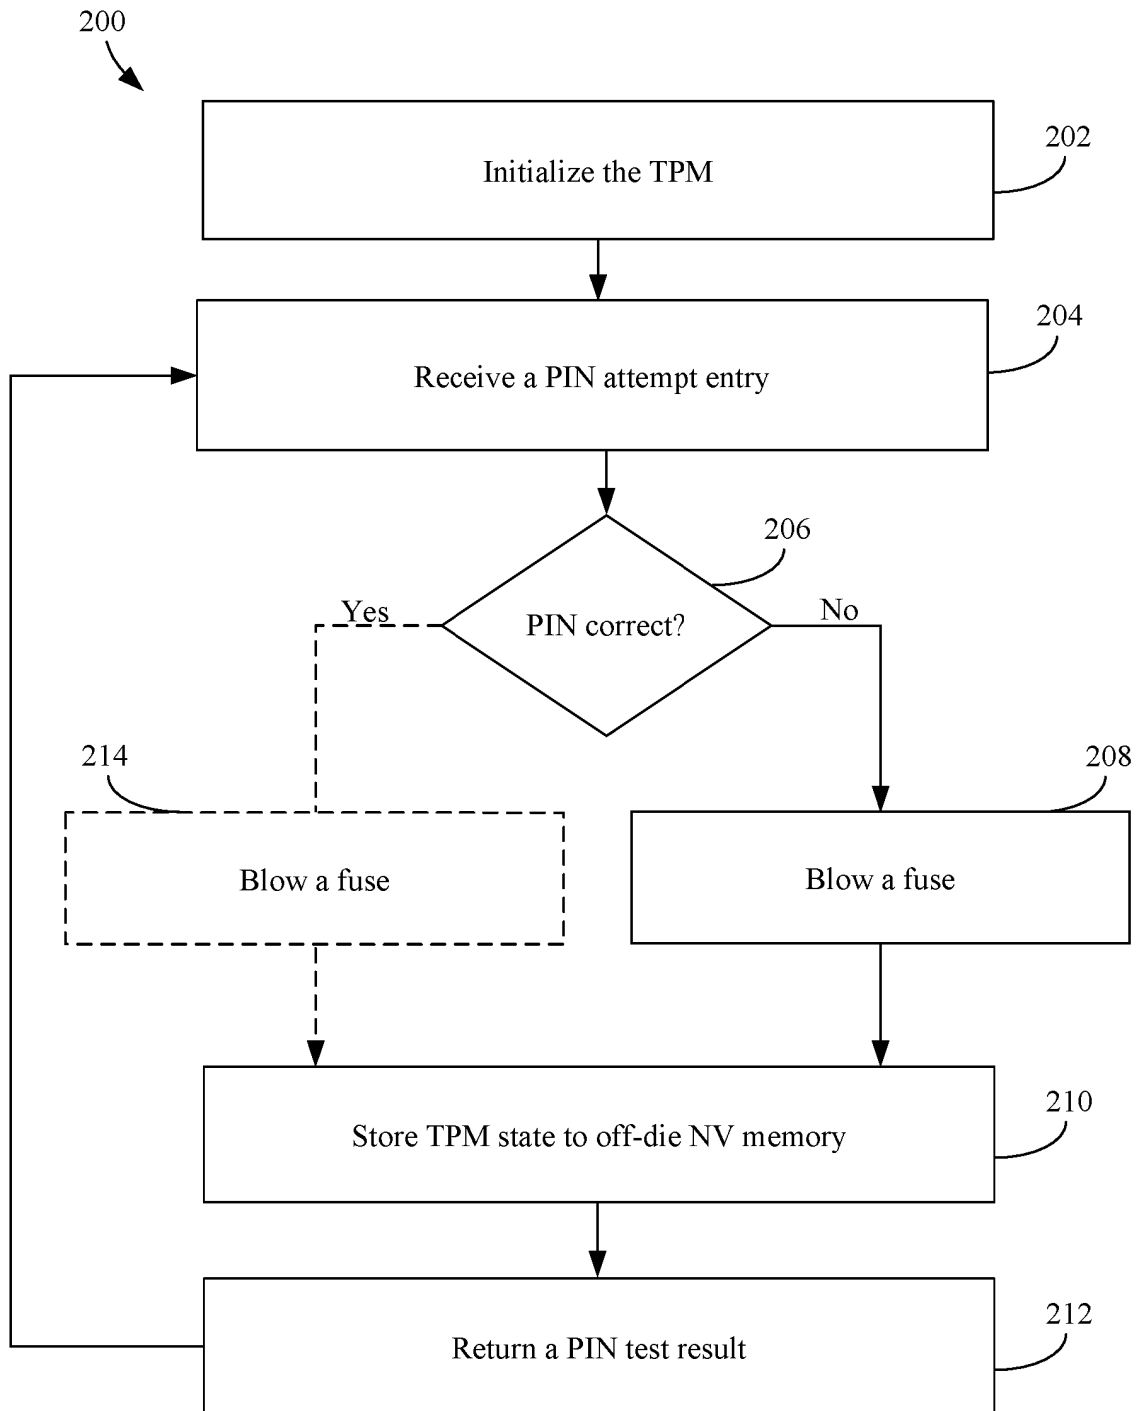 200
202
Initialize the TPM
204
Receive a PIN attempt entry
206
Yes
No
PIN correct?
214
208
Blow a fuse
Blow a fuse
210
Store TPM state to off-die NV memory
212
Return a PIN test result